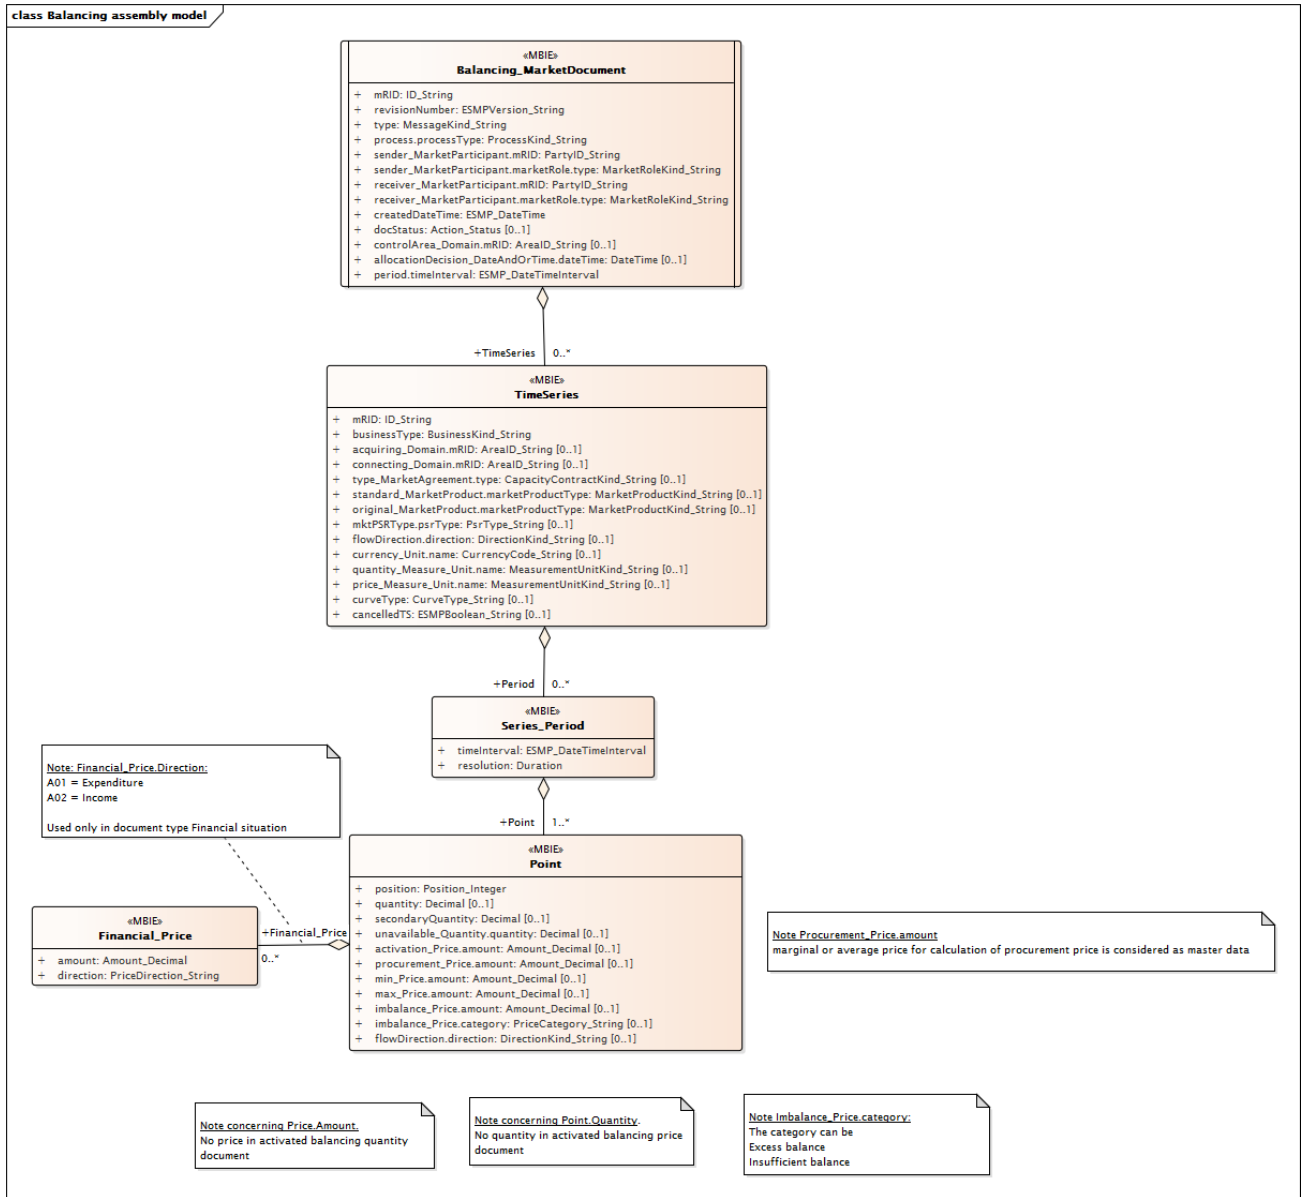 class Balancing assembly model
«MBIE»
Balancing_MarketDocument
+ mRID: ID_String
+ revisionNumber: ESMPVersion_String
+ type: MessageKind_String
+ process.processType: ProcessKind_String
+ sender_MarketParticipant.mRID: PartyID_String
+ sender_MarketParticipant.marketRole.type: MarketRoleKind_String
+ receiver_MarketParticipant.mRID: PartyID_String
+ receiver_MarketParticipant.marketRole.type: MarketRoleKind_String
+ createdDateTime: ESMP_DateTime
+ docStatus: Action_Status [0..1]
+ controlArea_Domain.mRID: AreaID_String [0..1]
+ allocationDecision_DateAndOrTime.dateTime: DateTime [0..1]
+ period.timeInterval: ESMP_DateTimeInterval
+TimeSeries 0..*
«MBIE»
TimeSeries
+ mRID: ID_String
+ businessType: BusinessKind_String
+ acquiring_Domain.mRID: AreaID_String [0..1]
+ connecting_Domain.mRID: AreaID_String [0..1]
+ type_MarketAgreement.type: CapacityContractKind_String [0..1]
+ standard_MarketProduct.marketProductType: MarketProductKind_String [0..1]
+ original_MarketProduct.marketProductType: MarketProductKind_String [0..1]
+ mktPSRType.psrType: PsrType_String [0..1]
+ flowDirection.direction: DirectionKind_String [0..1]
+ currency_Unit.name: CurrencyCode_String [0..1]
+ quantity_Measure_Unit.name: MeasurementUnitKind_String [0..1]
+ price_Measure_Unit.name: MeasurementUnitKind_String [0..1]
+ curveType: CurveType_String [0..1]
+ cancelledTS: ESMPBoolean_String [0..1]
+Period 0..*
«MBIE»
Series_Period
+ timeInterval: ESMP_DateTimeInterval
+ resolution: Duration
Note: Financial_Price.Direction:
A01 = Expenditure
A02 = Income
Used only in document type Financial situation
+Point 1..*
«MBIE»
Point
+ position: Position_Integer
+ quantity: Decimal [0..1]
+ secondaryQuantity: Decimal [0..1]
+ unavailable_Quantity.quantity: Decimal [0..1]
+ activation_Price.amount: Amount_Decimal [0..1]
+ procurement_Price.amount: Amount_Decimal [0..1]
+ min_Price.amount: Amount_Decimal [0..1]
+ max_Price.amount: Amount_Decimal [0..1]
+ imbalance_Price.amount: Amount_Decimal [0..1]
+ imbalance_Price.category: PriceCategory_String [0..1]
+ flowDirection.direction: DirectionKind_String [0..1]
«MBIE»
Financial_Price
+ amount: Amount_Decimal
+ direction: PriceDirection_String
+Financial_Price
0..*
Note Procurement_Price.amount
marginal or average price for calculation of procurement price is considered as master data
Note concerning Price.Amount.
No price in activated balancing quantity
document
Note concerning Point.Quantity.
No quantity in activated balancing price
document
Note Imbalance_Price.category:
The category can be
Excess balance
Insufficient balance